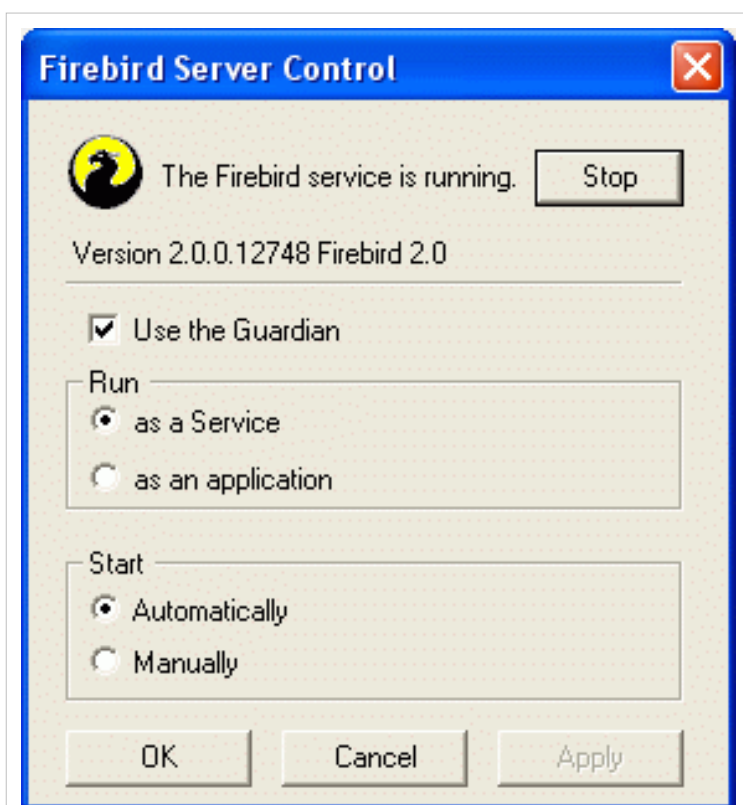 Firebird Server Control
The Firebird service is running. Stop
Version 2.0.0.12748 Firebird 2.0
Use the Guardian
Run
as a Service
as an application
Start
Automatically
Manually
OK Cancel Apply